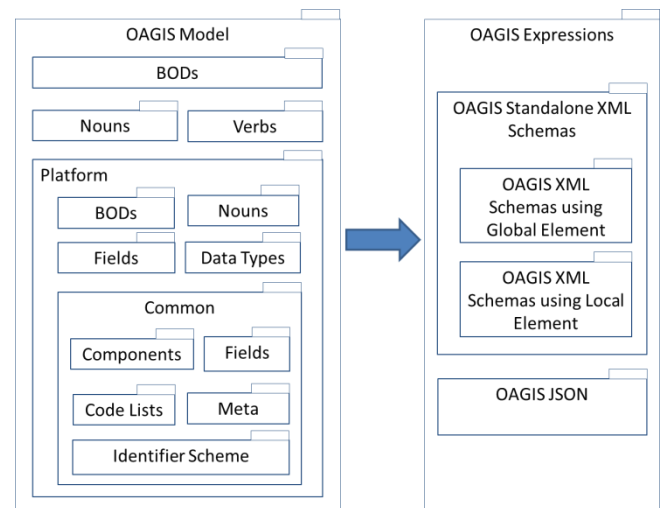 OAGIS Model
BODs
Nouns
Verbs
Platform
BODs
Nouns
Fields
Data Types
Common
Components
Fields
Code Lists
Meta
Identifier Scheme
OAGIS Expressions
OAGIS Standalone XML
Schemas
OAGIS XML
Schemas using
Global Element
OAGIS XML
Schemas using Local
Element
OAGIS JSON